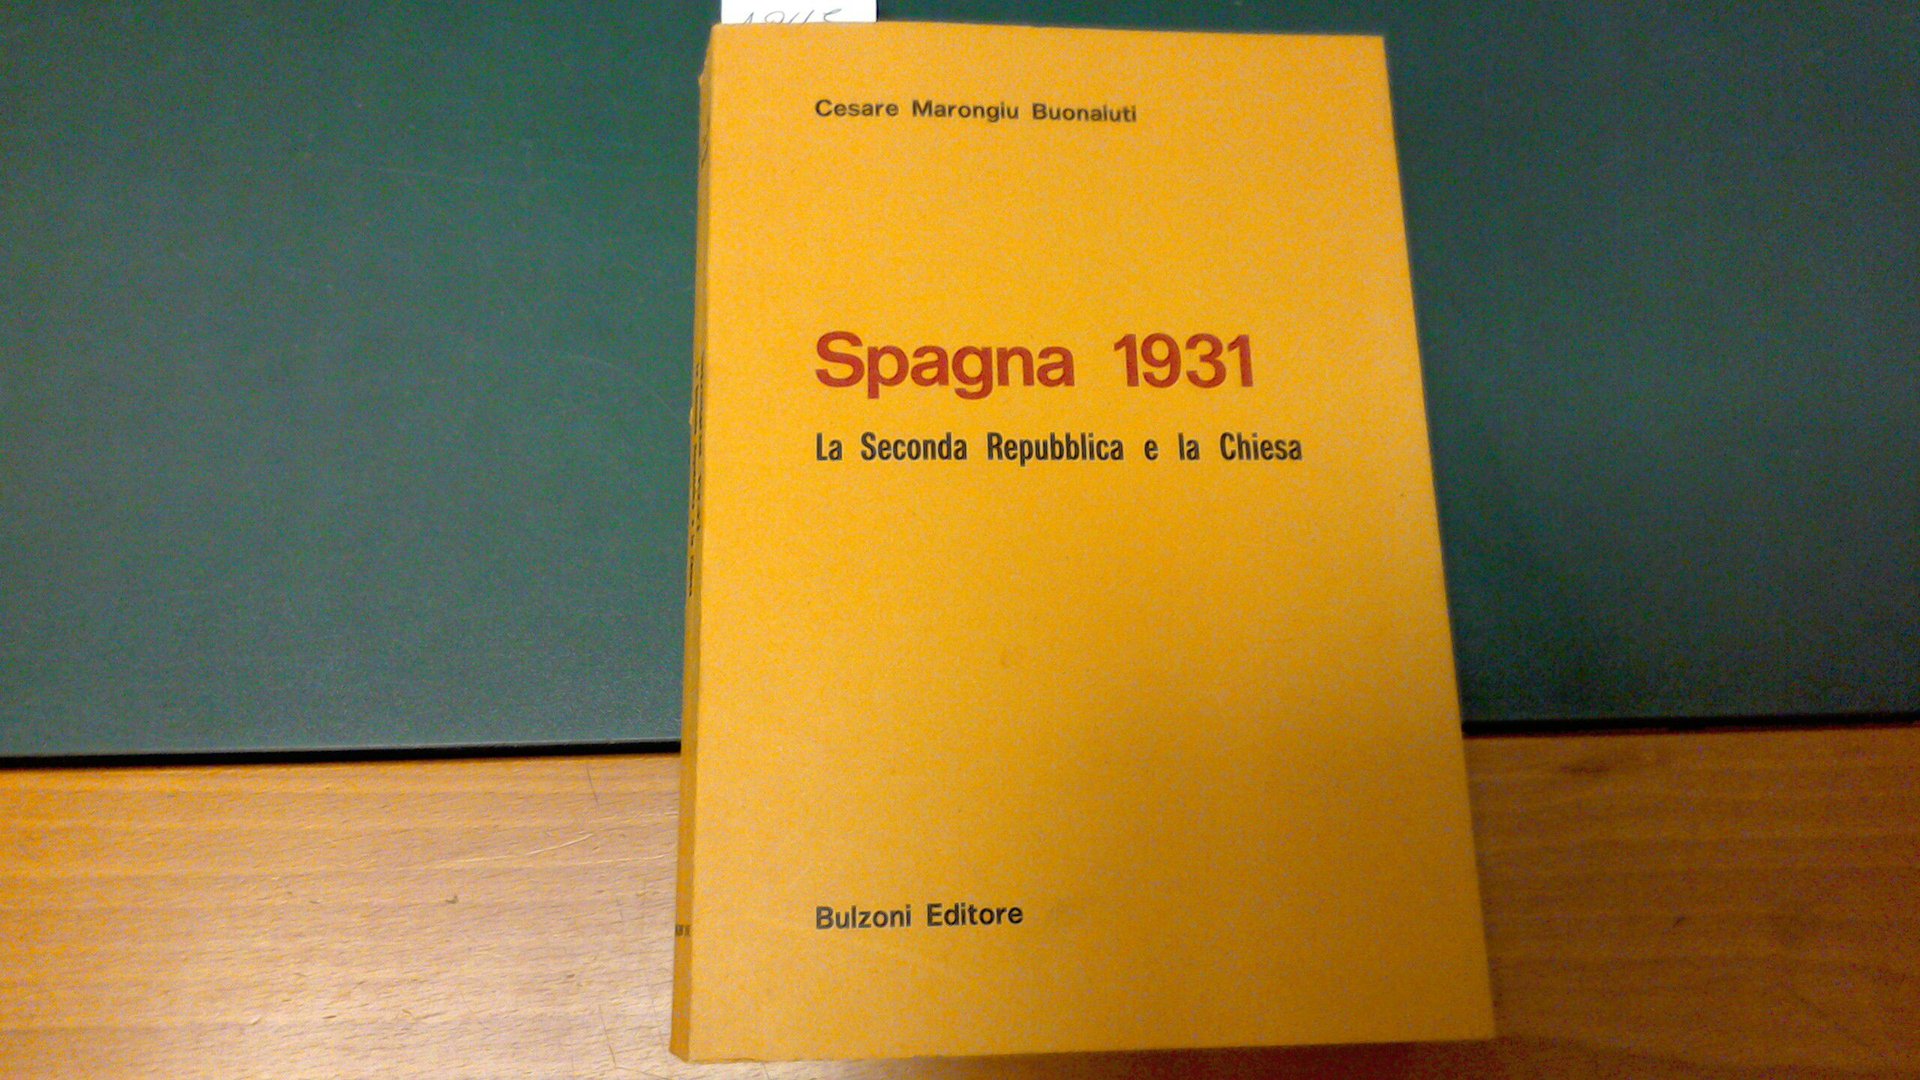 Cesare Marongiu Buonaiuti
Spagna 1931
La Seconda Repubblica e la Chiesa
Bulzoni Editore